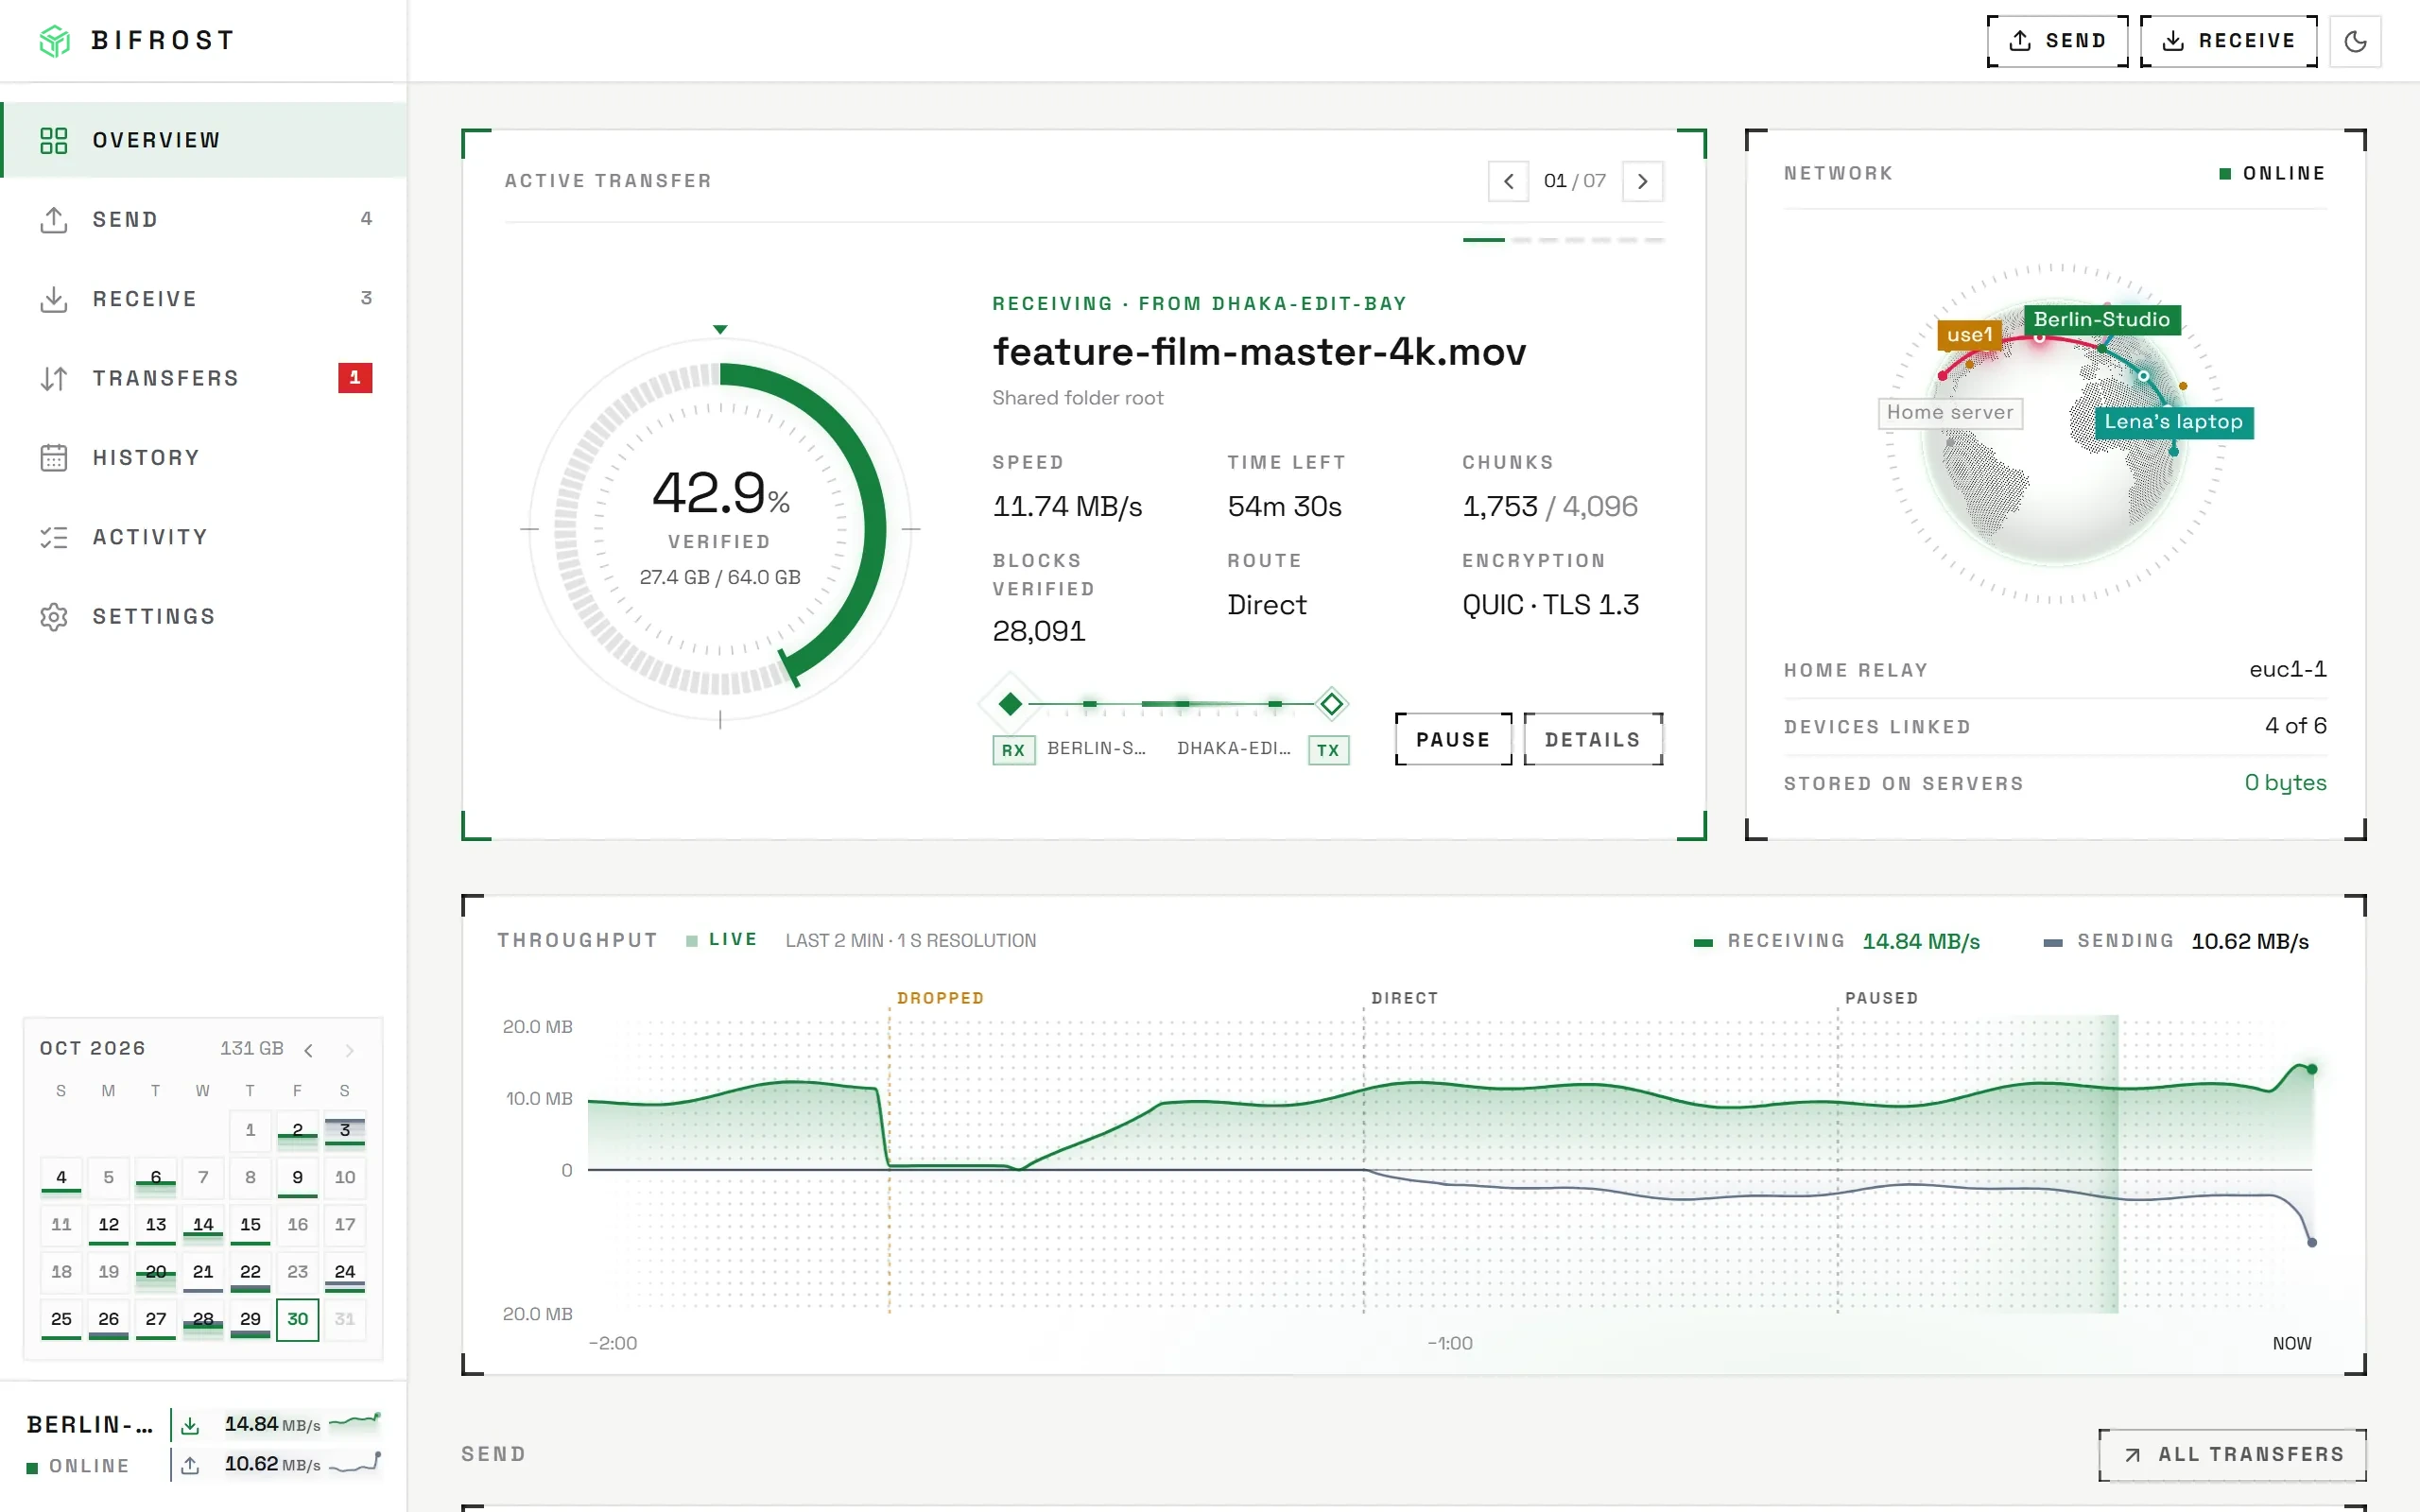 BIFROST
SEND
RECEIVE
OVERVIEW
SEND 4
RECEIVE 3
TRANSFERS 1
HISTORY
ACTIVITY
SETTINGS
OCT 2026 131 GB
S M T W T F S
1 2 3
4 5 6 7 8 9 10
11 12 13 14 15 16 17
18 19 20 21 22 23 24
25 26 27 28 29 30 31
BERLIN-… 14.84 MB/s
ONLINE 10.62 MB/s
ACTIVE TRANSFER 01 / 07
42.9%
VERIFIED
27.4 GB / 64.0 GB
RECEIVING · FROM DHAKA-EDIT-BAY
feature-film-master-4k.mov
Shared folder root
SPEED TIME LEFT CHUNKS
11.74 MB/s 54m 30s 1,753 / 4,096
BLOCKS VERIFIED ROUTE ENCRYPTION
28,091 Direct QUIC · TLS 1.3
RX BERLIN-S… DHAKA-EDI… TX
PAUSE DETAILS
NETWORK ONLINE
Berlin-Studio
use1
Home server
Lena's laptop
HOME RELAY euc1-1
DEVICES LINKED 4 of 6
STORED ON SERVERS 0 bytes
THROUGHPUT LIVE LAST 2 MIN · 1 S RESOLUTION RECEIVING 14.84 MB/s SENDING 10.62 MB/s
DROPPED DIRECT PAUSED
20.0 MB
10.0 MB
0
20.0 MB
−2:00 −1:00 NOW
SEND ALL TRANSFERS